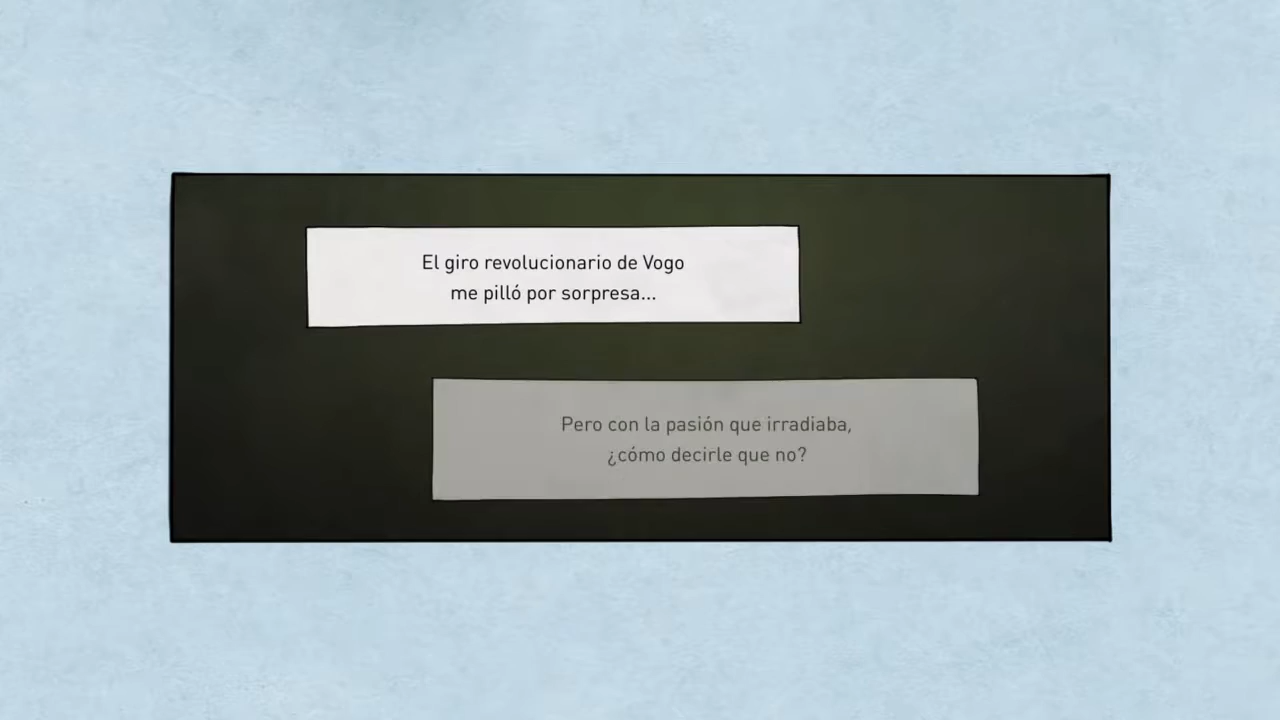 El giro revolucionario de Vogo
me pilló por sorpresa...
Pero con la pasión que irradiaba,
¿cómo decirle que no?